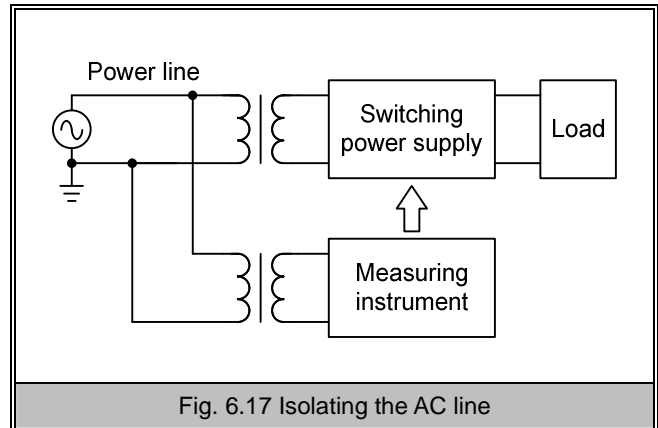 Power line
Switching
power supply
Load
Measuring
instrument
Fig. 6.17 Isolating the AC line